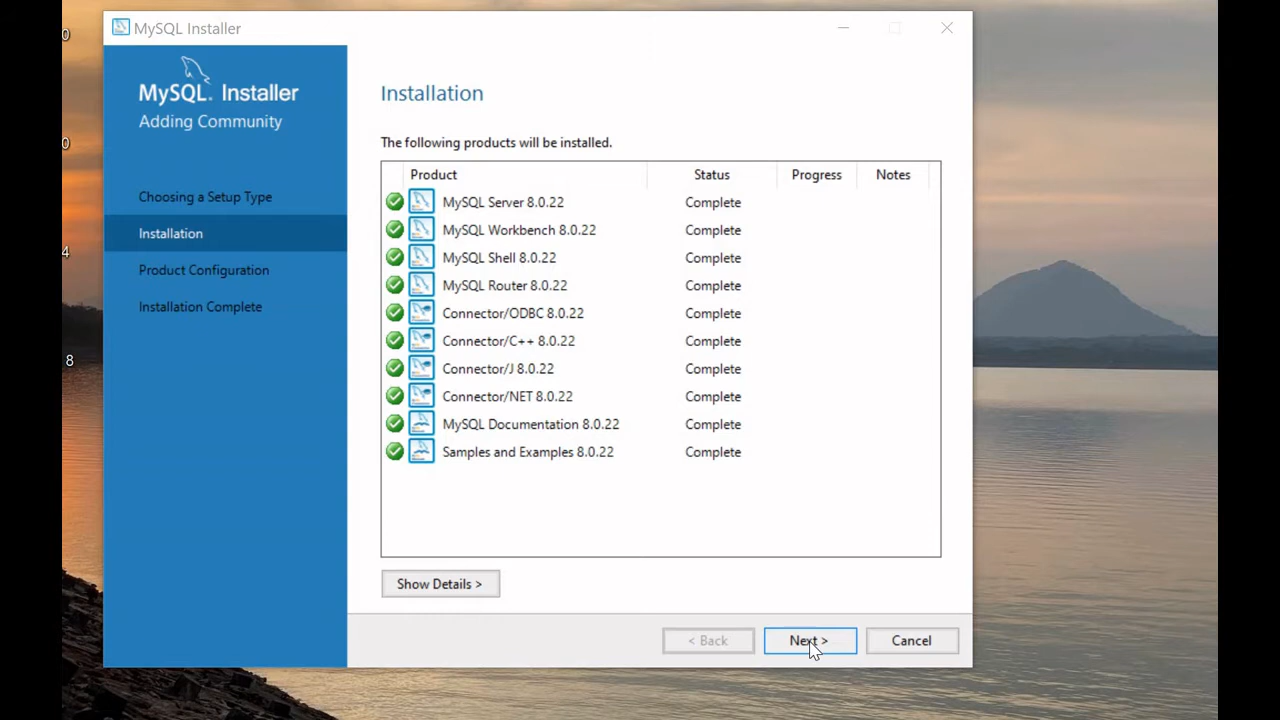 MySQL Installer
MySQL. Installer
Adding Community
Choosing a Setup Type
Installation
Product Configuration
Installation Complete
Installation
The following products will be installed.
Product Status Progress Notes
MySQL Server 8.0.22 Complete
MySQL Workbench 8.0.22 Complete
MySQL Shell 8.0.22 Complete
MySQL Router 8.0.22 Complete
Connector/ODBC 8.0.22 Complete
Connector/C++ 8.0.22 Complete
Connector/J 8.0.22 Complete
Connector/NET 8.0.22 Complete
MySQL Documentation 8.0.22 Complete
Samples and Examples 8.0.22 Complete
Show Details >
< Back Next > Cancel
0
0
4
8